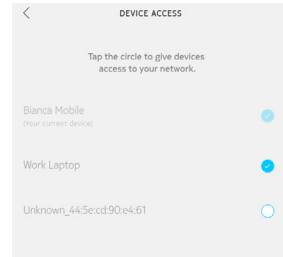 DEVICE ACCESS
Tap the circle to give devices
access to your network.
Bianca Mobile
(Your current device)
Work Laptop
Unknown_44:5e:cd:90:e4:61